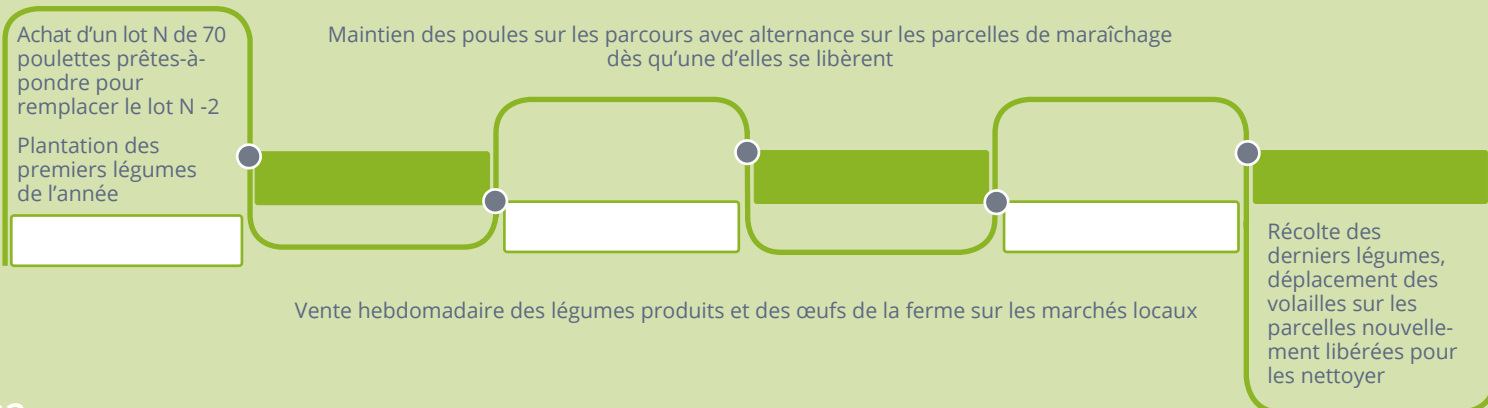 Achat d'un lot N de 70
poulettes prêtes-à-
pondre pour
remplacer le lot N -2
Plantation des
premiers légumes
de l'année
Maintien des poules sur les parcours avec alternance sur les parcelles de maraîchage
dès qu'une d'elles se libèrent
Vente hebdomadaire des légumes produits et des œufs de la ferme sur les marchés locaux
Récolte des
derniers légumes,
déplacement des
volailles sur les
parcelles nouvelle-
ment libérées pour
les nettoyer